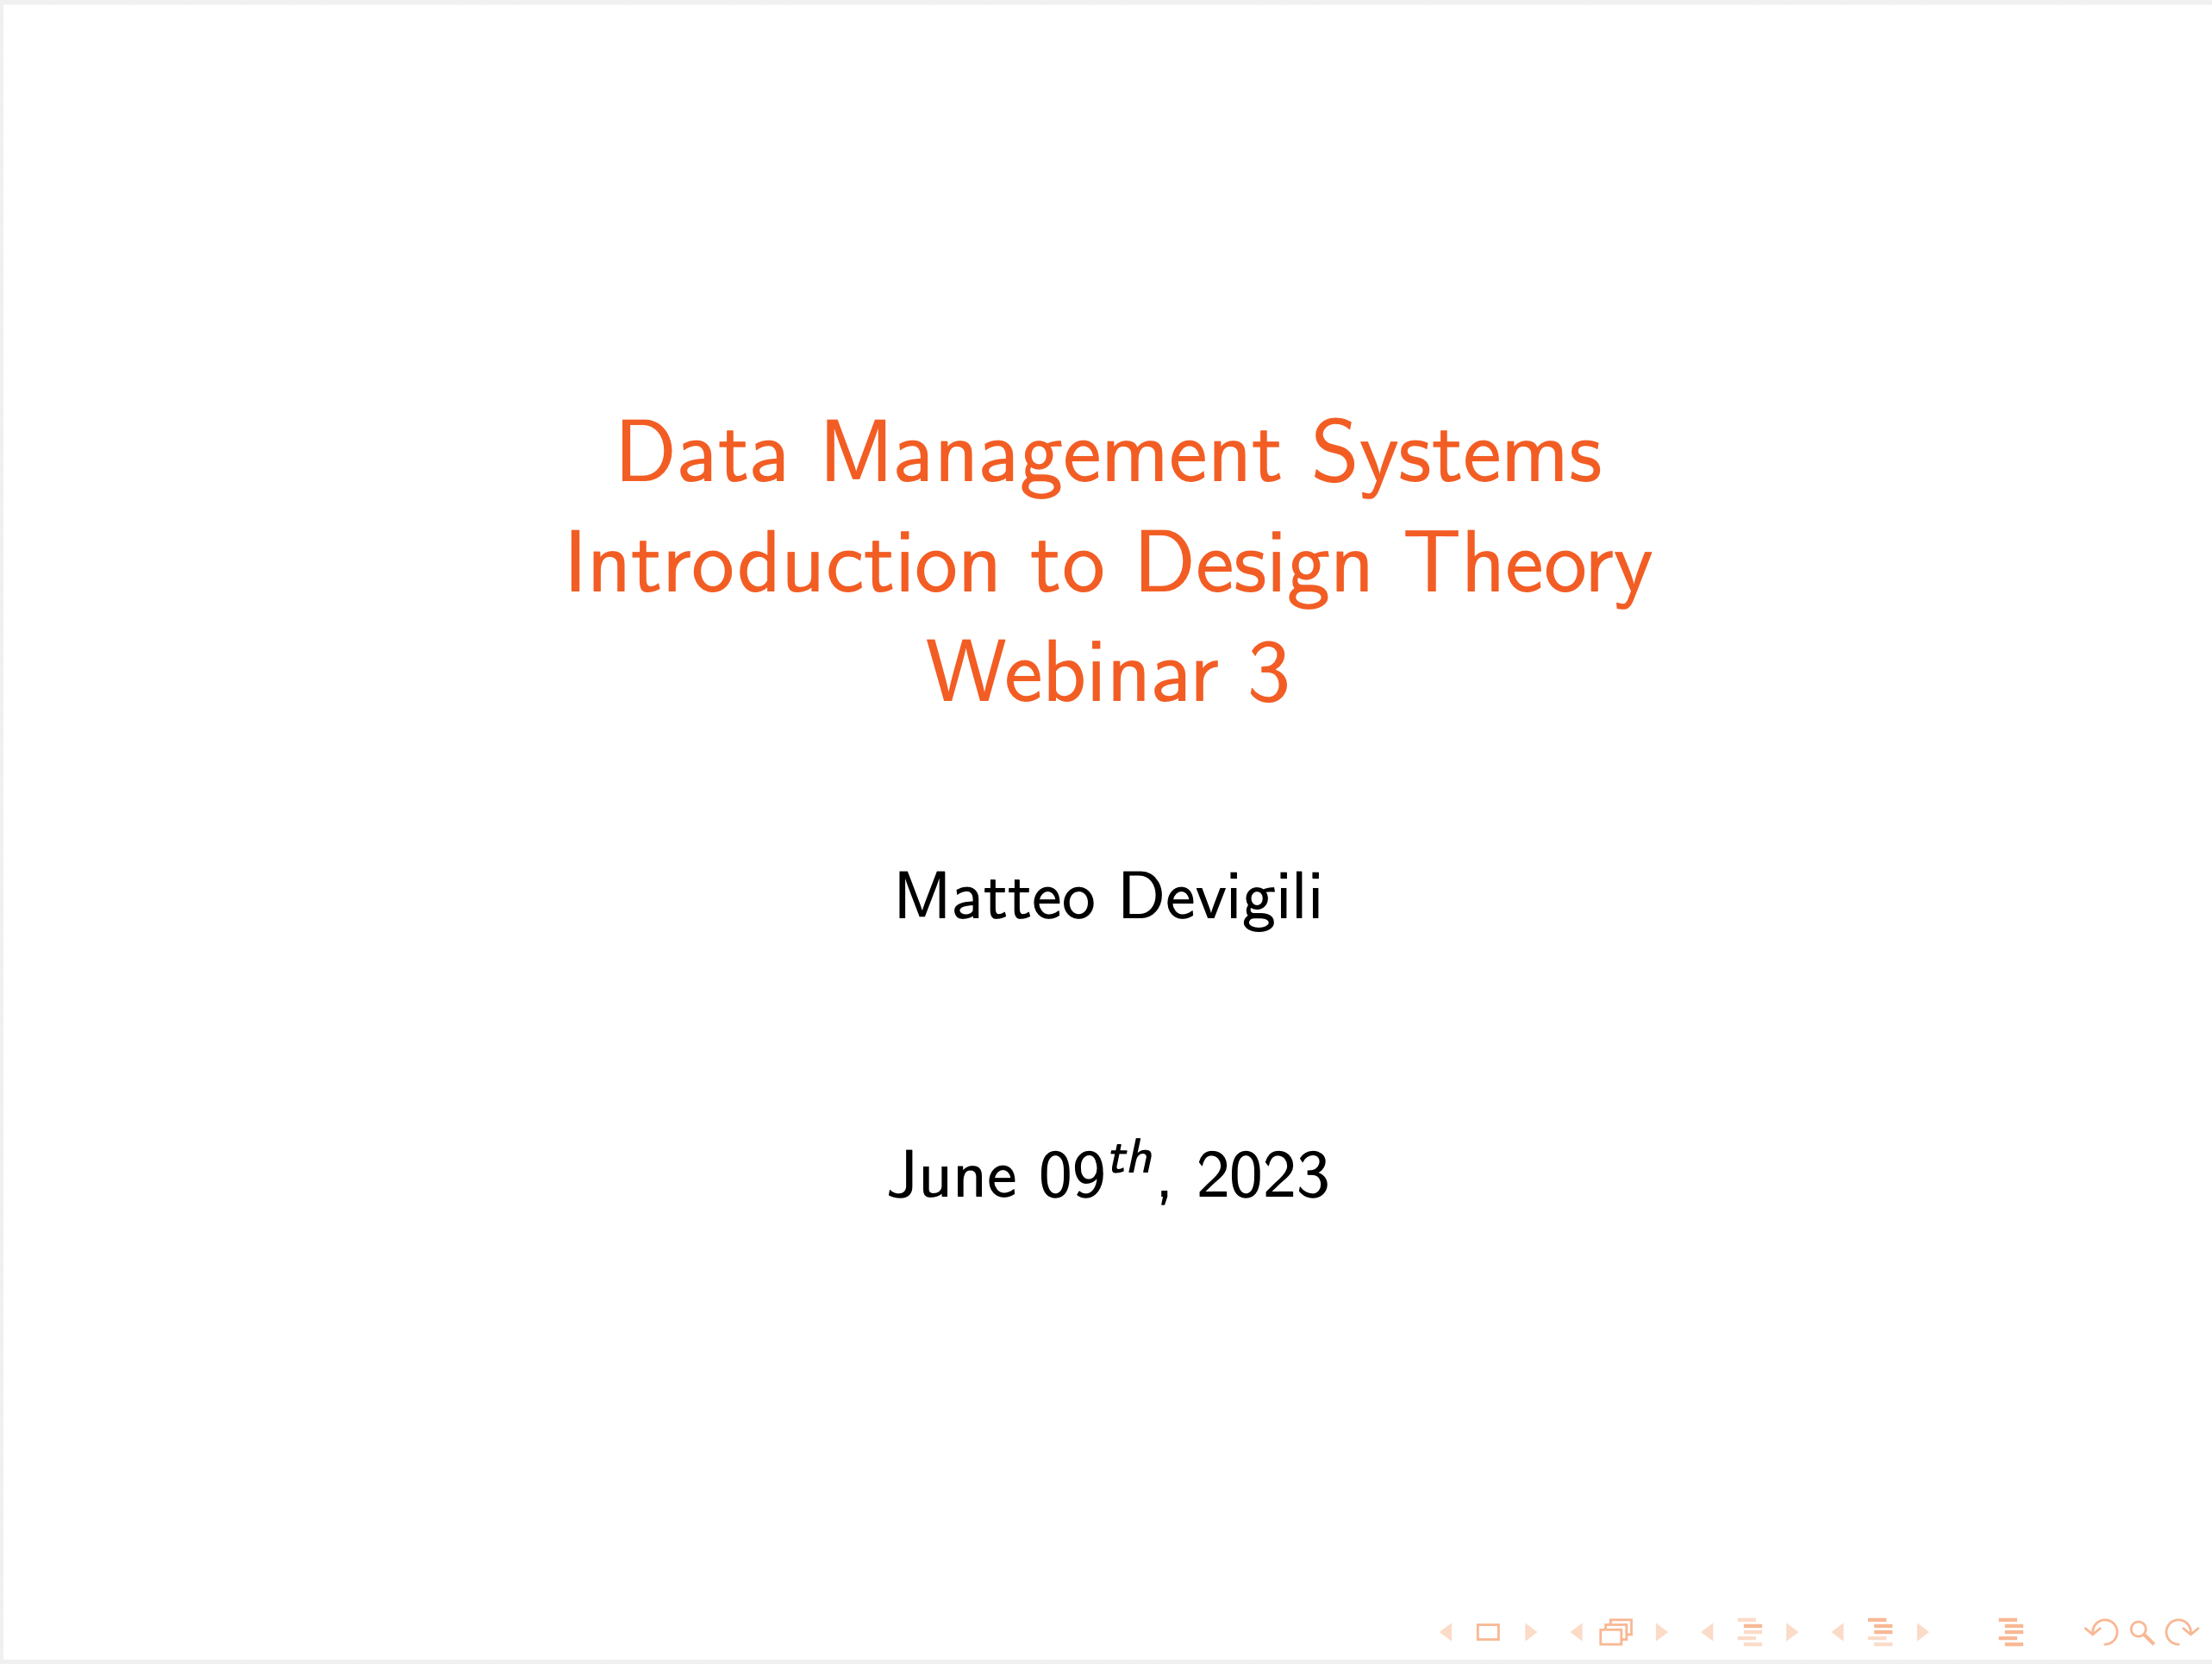 Data Management Systems
Introduction to Design Theory
Webinar 3
Matteo Devigili
June 09th, 2023